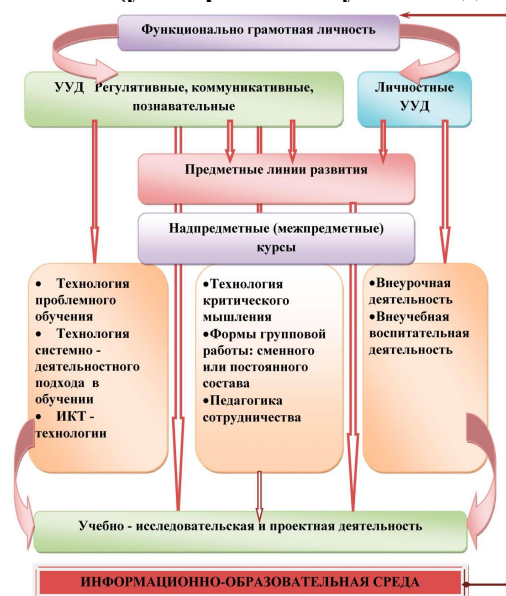 Функционально грамотная личность
УУД Регулятивные, коммуникативные,
познавательные
Личностные
УУД
Предметные линии развития
Надпредметные (межпредметные)
курсы
• Технология
проблемного
обучения
• Технология
системно -
деятельностного
подхода в
обучении
• ИКТ -
технологии
•Технология
критического
мышления
•Формы групповой
работы: сменного
или постоянного
состава
•Педагогика
сотрудничества
•Внеурочная
деятельность
•Внеучебная
воспитательная
деятельность
Учебно - исследовательская и проектная деятельность
ИНФОРМАЦИОННО-ОБРАЗОВАТЕЛЬНАЯ СРЕДА